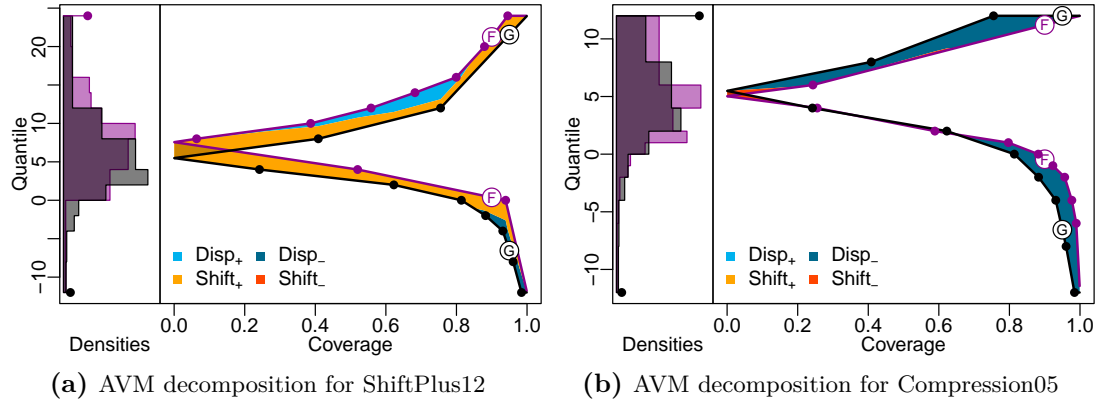 Quantile
−10 0 5 10 20
F
G
F
G
Disp₊ Disp₋
Shift₊ Shift₋
0.0 0.2 0.4 0.6 0.8 1.0
Densities Coverage
(a) AVM decomposition for ShiftPlus12
Quantile
−10 −5 0 5 10
G
F
F
G
Disp₊ Disp₋
Shift₊ Shift₋
0.0 0.2 0.4 0.6 0.8 1.0
Densities Coverage
(b) AVM decomposition for Compression05